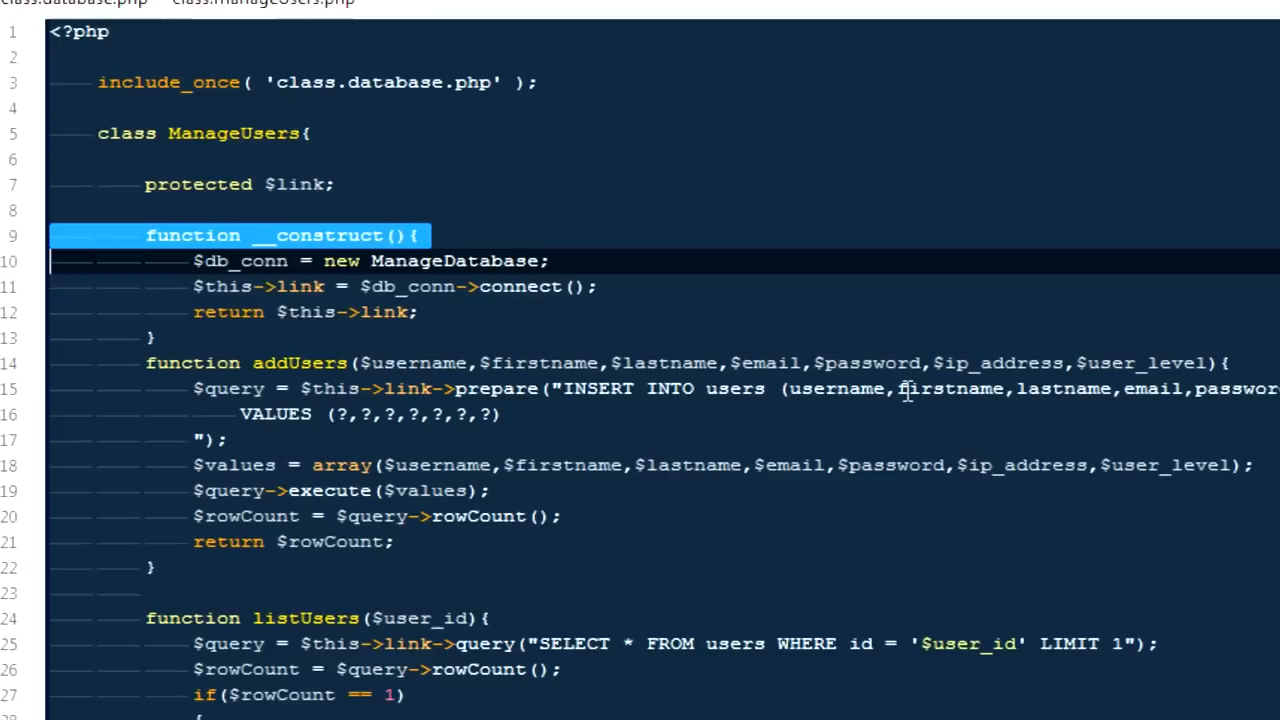 class.database.php class.manageUsers.php
1 <?php
2
3 include_once( 'class.database.php' );
4
5 class ManageUsers{
6
7 protected $link;
8
9 function __construct(){
10 $db_conn = new ManageDatabase;
11 $this->link = $db_conn->connect();
12 return $this->link;
13 }
14 function addUsers($username,$firstname,$lastname,$email,$password,$ip_address,$user_level){
15 $query = $this->link->prepare("INSERT INTO users (username,firstname,lastname,email,passwor
16 VALUES (?,?,?,?,?,?,?)
17 ");
18 $values = array($username,$firstname,$lastname,$email,$password,$ip_address,$user_level);
19 $query->execute($values);
20 $rowCount = $query->rowCount();
21 return $rowCount;
22 }
23
24 function listUsers($user_id){
25 $query = $this->link->query("SELECT * FROM users WHERE id = '$user_id' LIMIT 1");
26 $rowCount = $query->rowCount();
27 if($rowCount == 1)
28 {